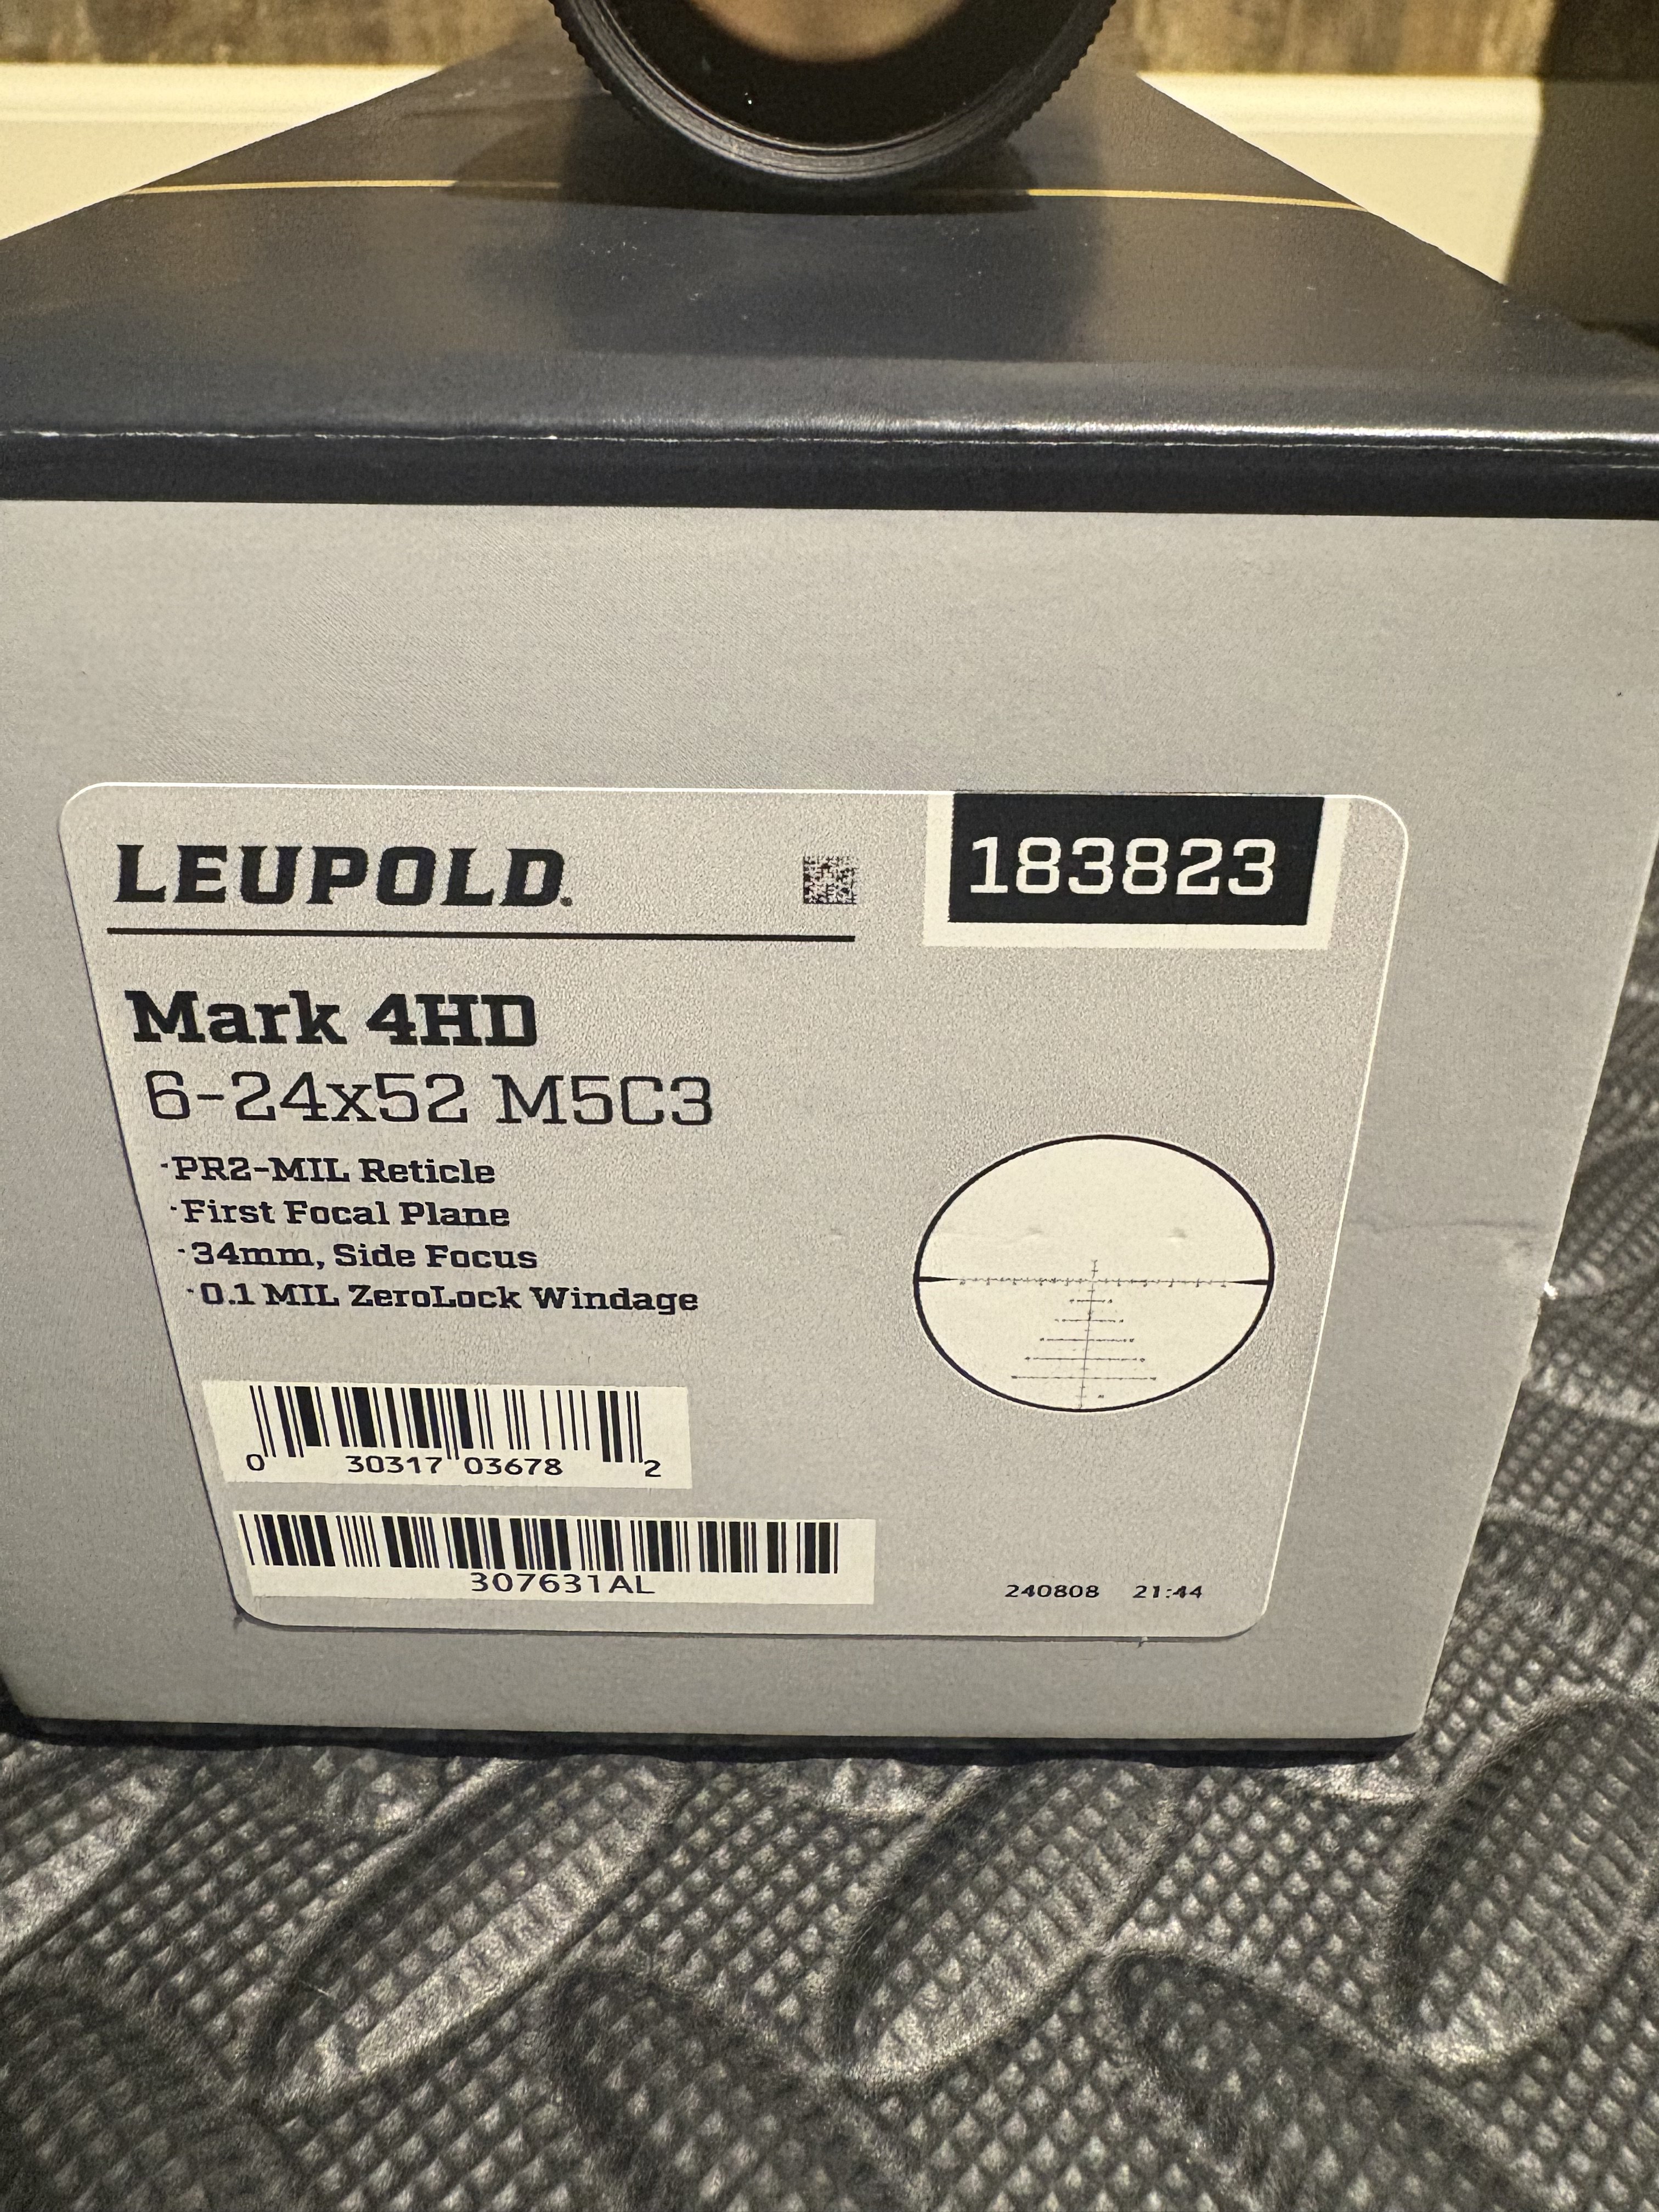 LEUPOLD.
183823
Mark 4HD
6-24x52 M5C3
·PR2-MIL Reticle
·First Focal Plane
·34mm, Side Focus
·0.1 MIL ZeroLock Windage
0 30317 03678 2
307631AL
240808 21:44